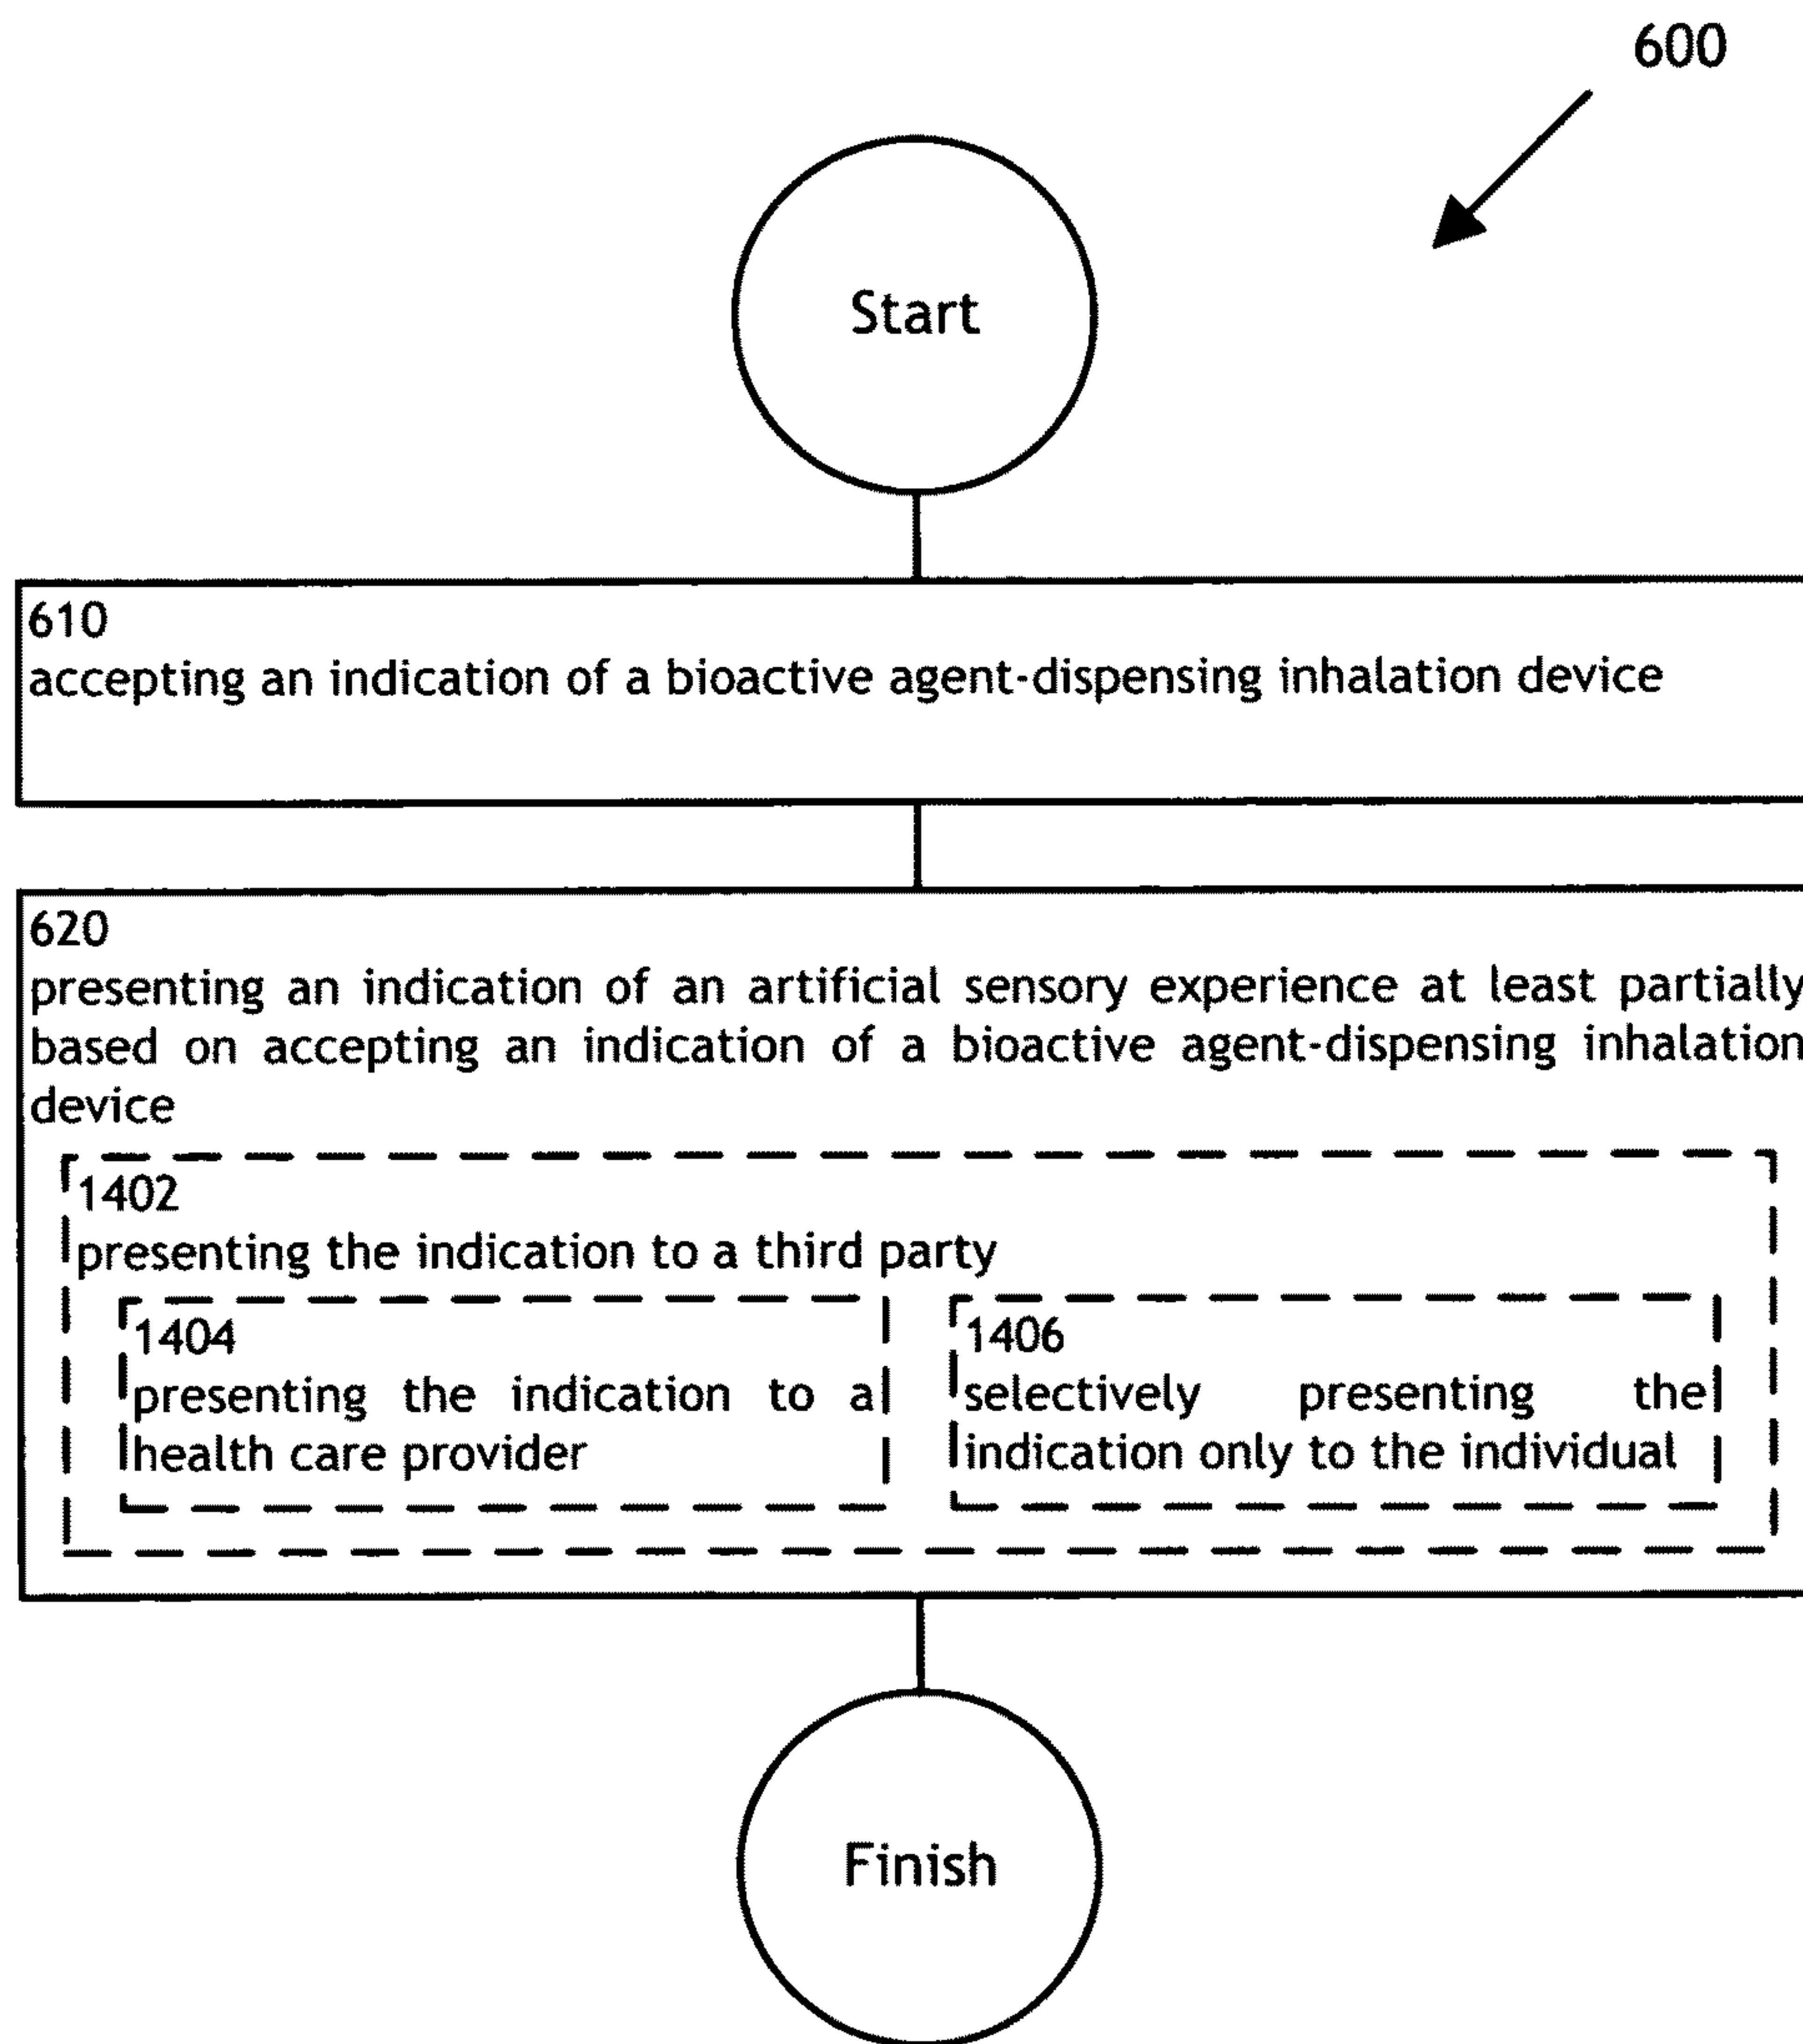 600
Start
610
accepting an indication of a bioactive agent-dispensing inhalation device
620
presenting an indication of an artificial sensory experience at least partially
based on accepting an indication of a bioactive agent-dispensing inhalation
device
1402
presenting the indication to a third party
1404
presenting the indication to a
health care provider
1406
selectively presenting the
indication only to the individual
Finish